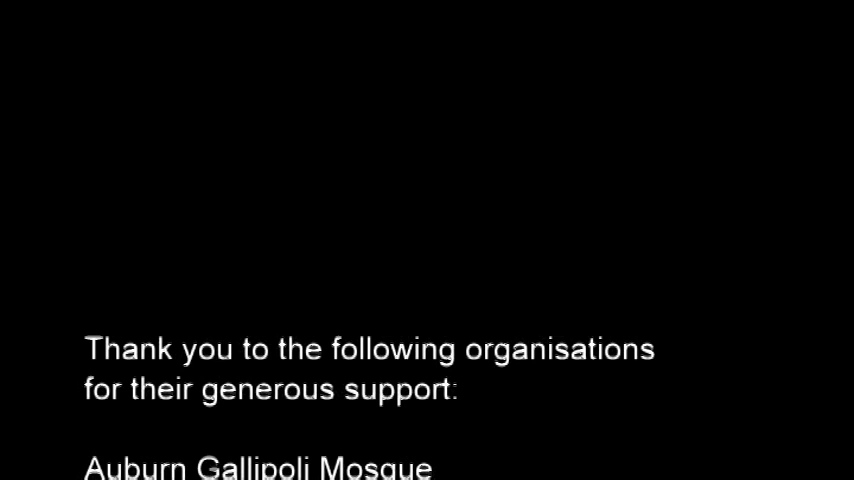 Thank you to the following organisations
for their generous support:
Auburn Gallipoli Mosque